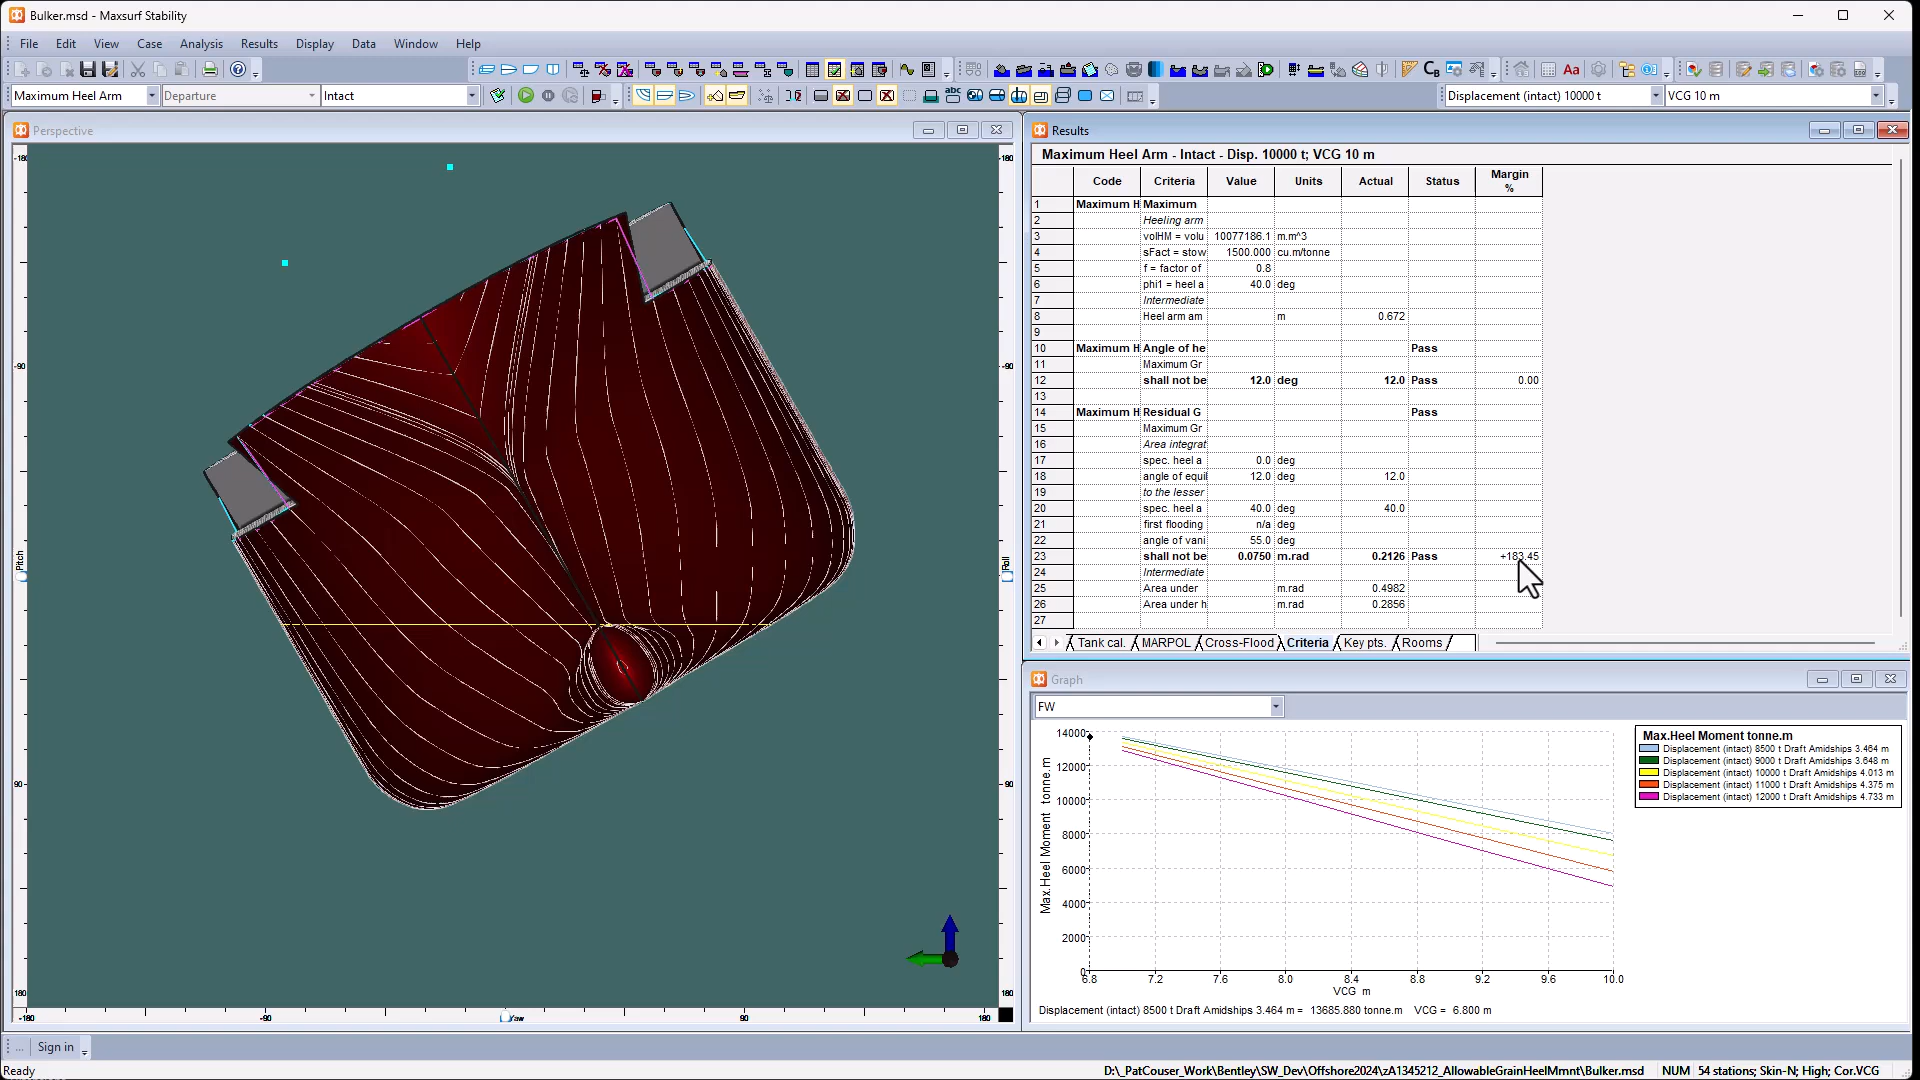 Bulker.msd - Maxsurf Stability
File Edit View Case Analysis Results Display Data Window Help
Maximum Heel Arm Departure Intact Displacement (intact) 10000 t VCG 10 m
Perspective
-180 -180
-90 -90
Pitch Roll
90 90
180 180
-180 -90 Yaw 90 180
Results
Maximum Heel Arm - Intact - Disp. 10000 t; VCG 10 m
Code Criteria Value Units Actual Status Margin %
1 Maximum H Maximum
2 Heeling arm
3 volHM = volu 10077186.1 m.m^3
4 sFact = stow 1500.000 cu.m/tonne
5 f = factor of 0.8
6 phi1 = heel a 40.0 deg
7 Intermediate
8 Heel arm am m 0.672
9
10 Maximum H Angle of he Pass
11 Maximum Gr
12 shall not be 12.0 deg 12.0 Pass 0.00
13
14 Maximum H Residual G Pass
15 Maximum Gr
16 Area integrat
17 spec. heel a 0.0 deg
18 angle of equil 12.0 deg 12.0
19 to the lesser
20 spec. heel a 40.0 deg 40.0
21 first flooding n/a deg
22 angle of vani 55.0 deg
23 shall not be 0.0750 m.rad 0.2126 Pass +183.45
24 Intermediate
25 Area under m.rad 0.4982
26 Area under h m.rad 0.2856
27
Tank cal. MARPOL Cross-Flood Criteria Key pts. Rooms
Graph
FW
Max.Heel Moment tonne.m
14000
12000
10000
8000
6000
4000
2000
0
6.8 7.2 7.6 8.0 8.4 8.8 9.2 9.6 10.0
VCG m
Max.Heel Moment tonne.m
Displacement (intact) 8500 t Draft Amidships 3.464 m
Displacement (intact) 9000 t Draft Amidships 3.648 m
Displacement (intact) 10000 t Draft Amidships 4.013 m
Displacement (intact) 11000 t Draft Amidships 4.375 m
Displacement (intact) 12000 t Draft Amidships 4.733 m
Displacement (intact) 8500 t Draft Amidships 3.464 m = 13685.880 tonne.m VCG = 6.800 m
... Sign in
Ready D:\_PatCouser_Work\Bentley\SW_Dev\Offshore2024\zA1345212_AllowableGrainHeelMmnt\Bulker.msd NUM 54 stations; Skin-N; High; Cor.VCG